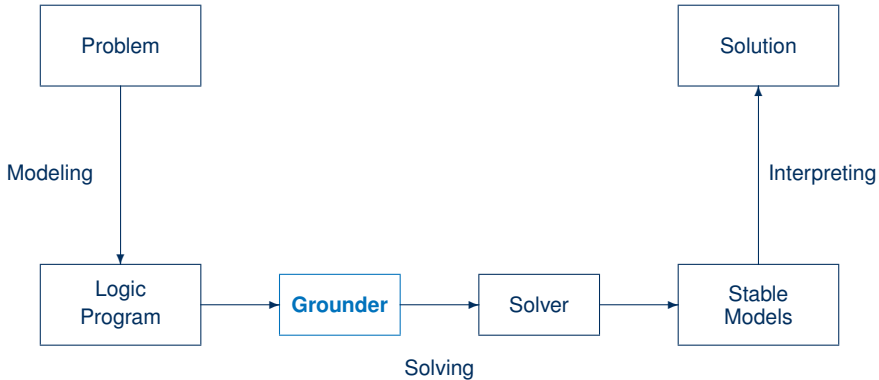 Problem
Solution
Modeling
Interpreting
Logic
Program
Grounder
Solver
Stable
Models
Solving